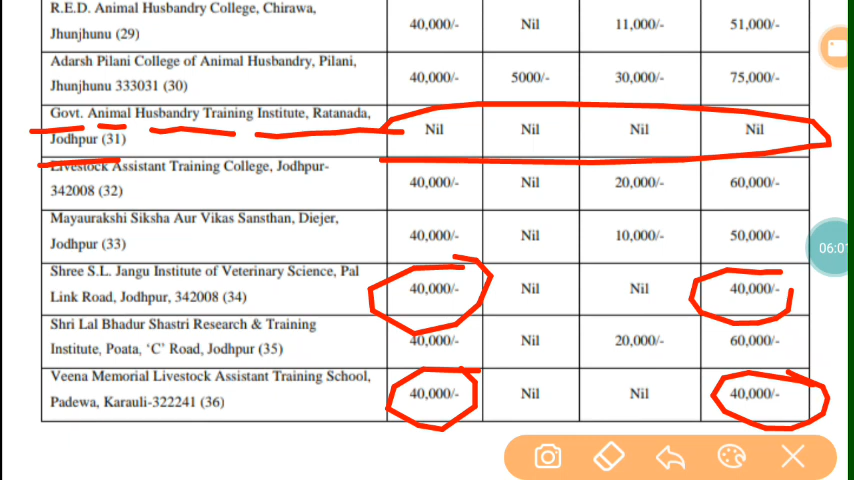 R.E.D. Animal Husbandry College, Chirawa,
Jhunjhunu (29)
40,000/- Nil 11,000/- 51,000/-
Adarsh Pilani College of Animal Husbandry, Pilani,
Jhunjhunu 333031 (30)
40,000/- 5000/- 30,000/- 75,000/-
Govt. Animal Husbandry Training Institute, Ratanada,
Jodhpur (31)
Nil Nil Nil Nil
Livestock Assistant Training College, Jodhpur-
342008 (32)
40,000/- Nil 20,000/- 60,000/-
Mayaurakshi Siksha Aur Vikas Sansthan, Diejer,
Jodhpur (33)
40,000/- Nil 10,000/- 50,000/-
Shree S.L. Jangu Institute of Veterinary Science, Pal
Link Road, Jodhpur, 342008 (34)
40,000/- Nil Nil 40,000/-
Shri Lal Bhadur Shastri Research & Training
Institute, Poata, ‘C’ Road, Jodhpur (35)
40,000/- Nil 20,000/- 60,000/-
Veena Memorial Livestock Assistant Training School,
Padewa, Karauli-322241 (36)
40,000/- Nil Nil 40,000/-